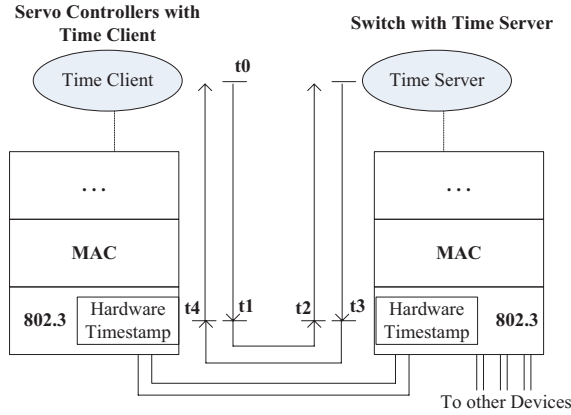 Servo Controllers with
Time Client
Switch with Time Server
Time Client
t0
Time Server
...
...
MAC
MAC
802.3
Hardware
Timestamp
t4
t1
t2
t3
Hardware
Timestamp
802.3
To other Devices